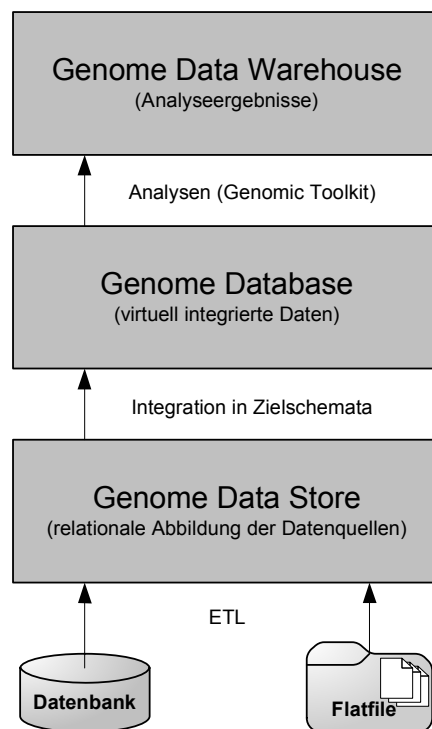 Genome Data Warehouse
(Analyseergebnisse)
Analysen (Genomic Toolkit)
Genome Database
(virtuell integrierte Daten)
Integration in Zielschemata
Genome Data Store
(relationale Abbildung der Datenquellen)
ETL
Datenbank
Flatfile